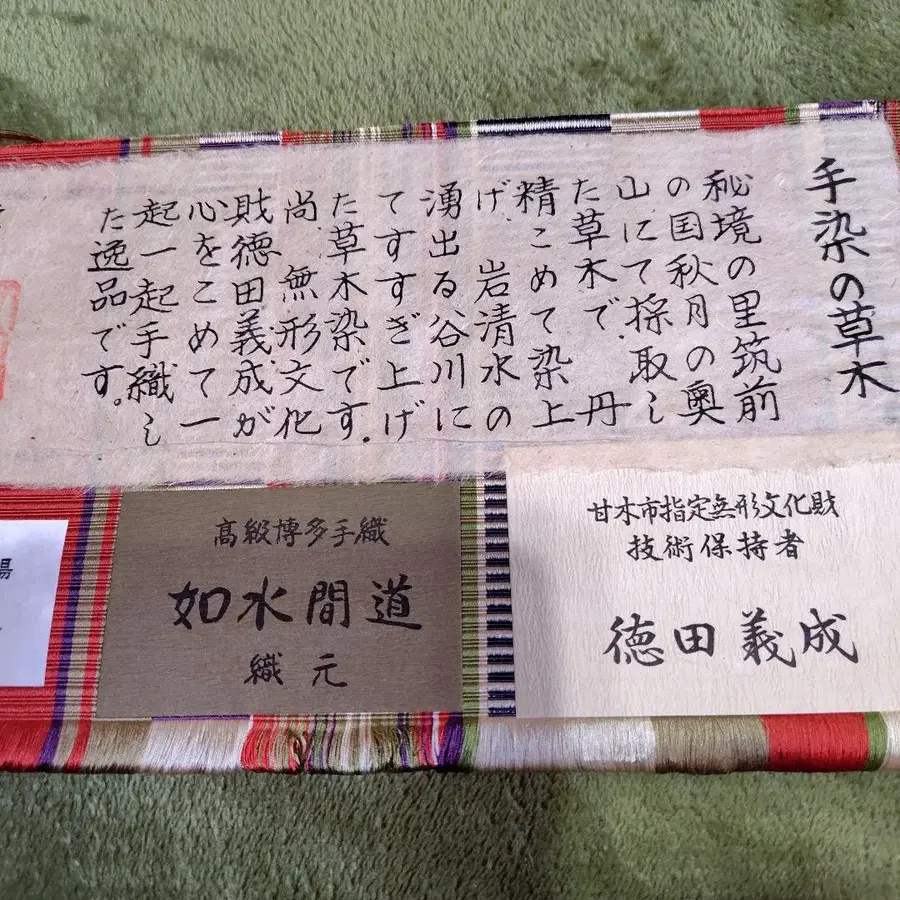 手染の草木
秘境の里筑前
の国秋月の奥
山にて採取し
た草木で 丹
精こめて染上
げ 岩清水の
湧出る谷川に
てすすぎ上げ
た草木染です.
尚 無形文化
財徳田義成が
心をこめて一
起一起手織し
た逸品です。
甘木市指定無形文化財
技術保持者
徳田義成
高級博多手織
如水間道
織元
湯